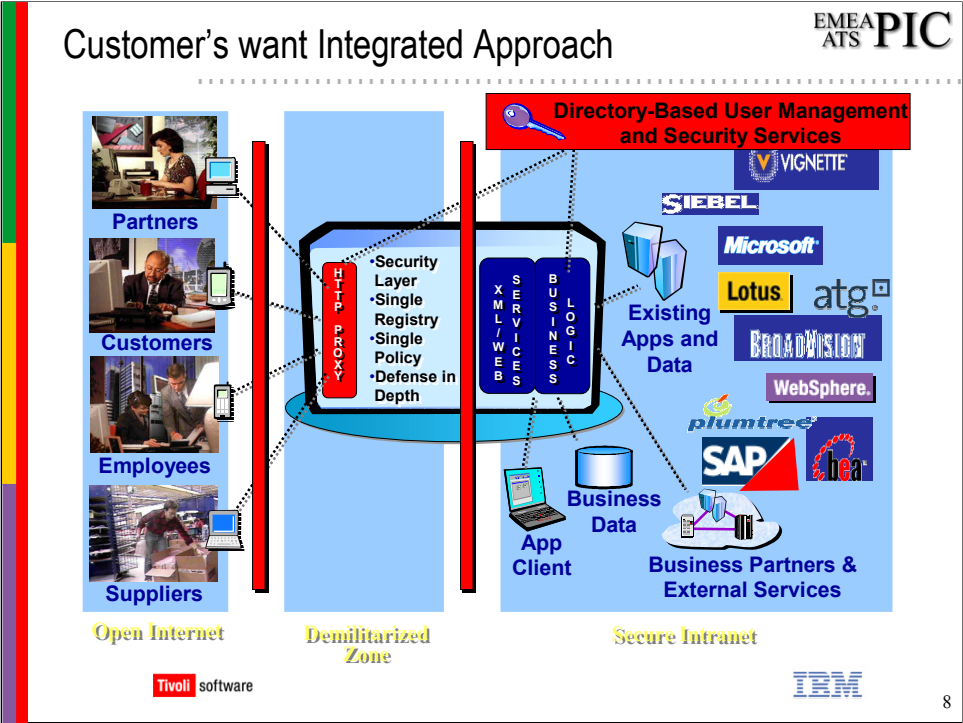 Customer's want Integrated Approach
EMEA
ATS PIC
Directory-Based User Management
and Security Services
VIGNETTE
SIEBEL
Microsoft
Lotus
atg
BROADVISION
WebSphere.
plumtree
SAP
bea
Partners
Customers
Employees
Suppliers
HTTP PROXY
•Security
Layer
•Single
Registry
•Single
Policy
•Defense in
Depth
XML/WEB
SERVICES
BUSINESS
LOGIC
Existing
Apps and
Data
Business
Data
App
Client
Business Partners &
External Services
Open Internet
Demilitarized
Zone
Secure Intranet
Tivoli software
IBM
8